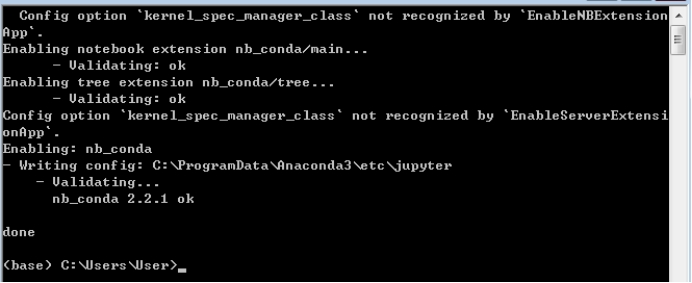 Config option `kernel_spec_manager_class` not recognized by `EnableNBExtension
App`.
Enabling notebook extension nb_conda/main...
- Validating: ok
Enabling tree extension nb_conda/tree...
- Validating: ok
Config option `kernel_spec_manager_class` not recognized by `EnableServerExtensi
onApp`.
Enabling: nb_conda
- Writing config: C:\ProgramData\Anaconda3\etc\jupyter
- Validating...
nb_conda 2.2.1 ok
done
(base) C:\Users\User>_